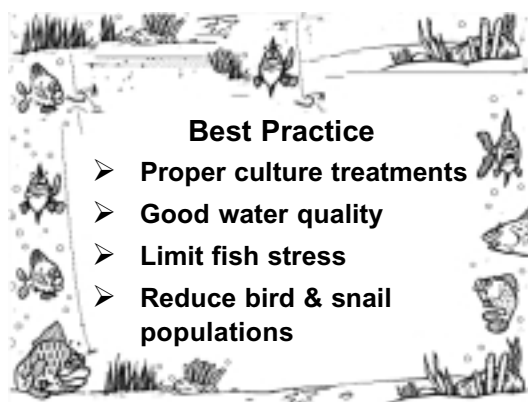 Best Practice
➢ Proper culture treatments
➢ Good water quality
➢ Limit fish stress
➢ Reduce bird & snail
populations